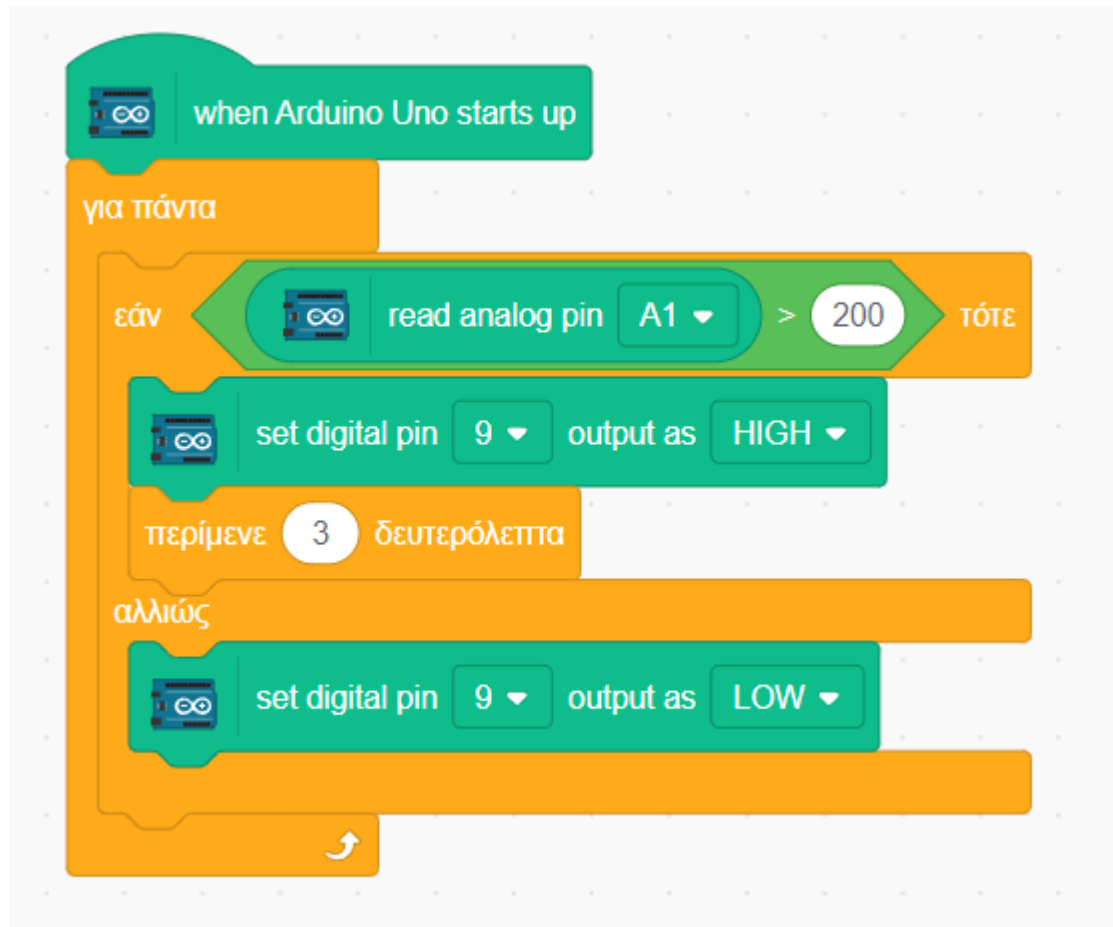 when Arduino Uno starts up
για πάντα
εάν read analog pin A1 > 200 τότε
set digital pin 9 output as HIGH
περίμενε 3 δευτερόλεπτα
αλλιώς
set digital pin 9 output as LOW